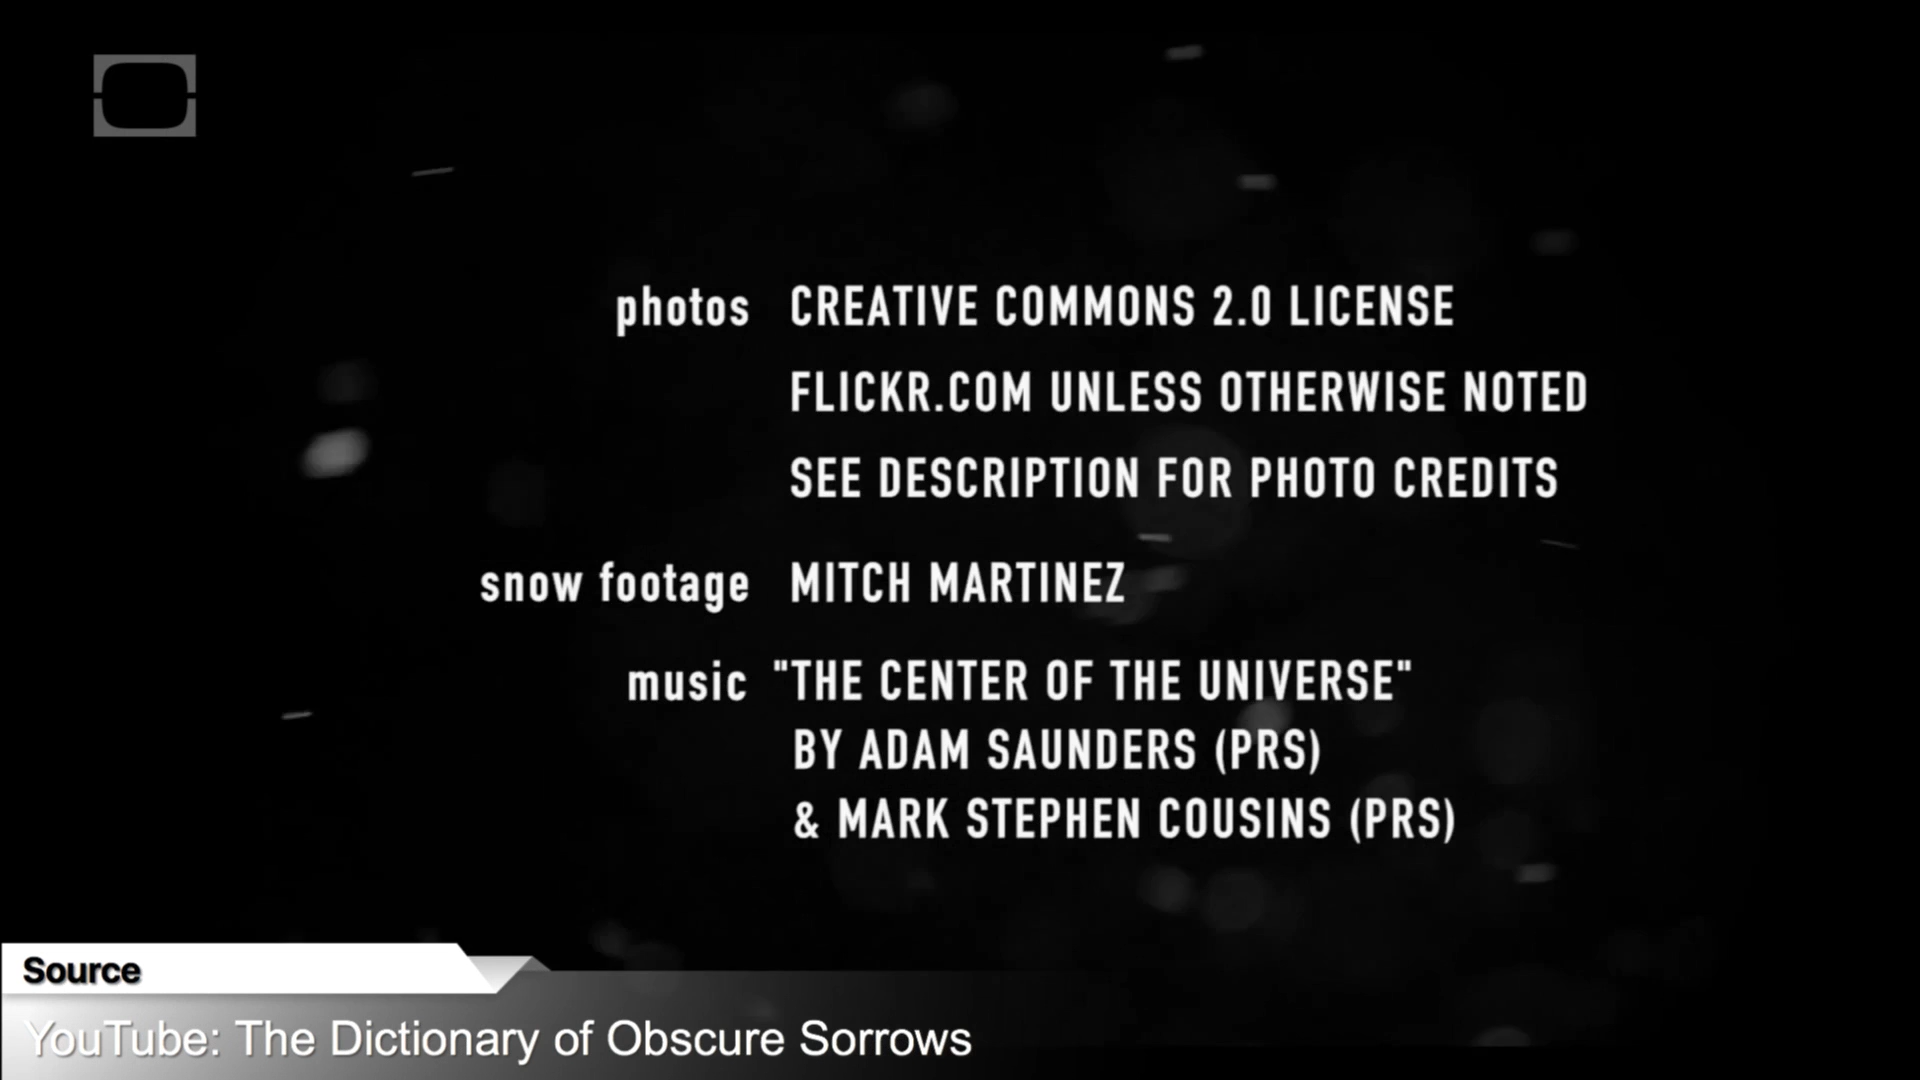 photos CREATIVE COMMONS 2.0 LICENSE
FLICKR.COM UNLESS OTHERWISE NOTED
SEE DESCRIPTION FOR PHOTO CREDITS
snow footage MITCH MARTINEZ
music "THE CENTER OF THE UNIVERSE"
BY ADAM SAUNDERS (PRS)
& MARK STEPHEN COUSINS (PRS)
Source
YouTube: The Dictionary of Obscure Sorrows